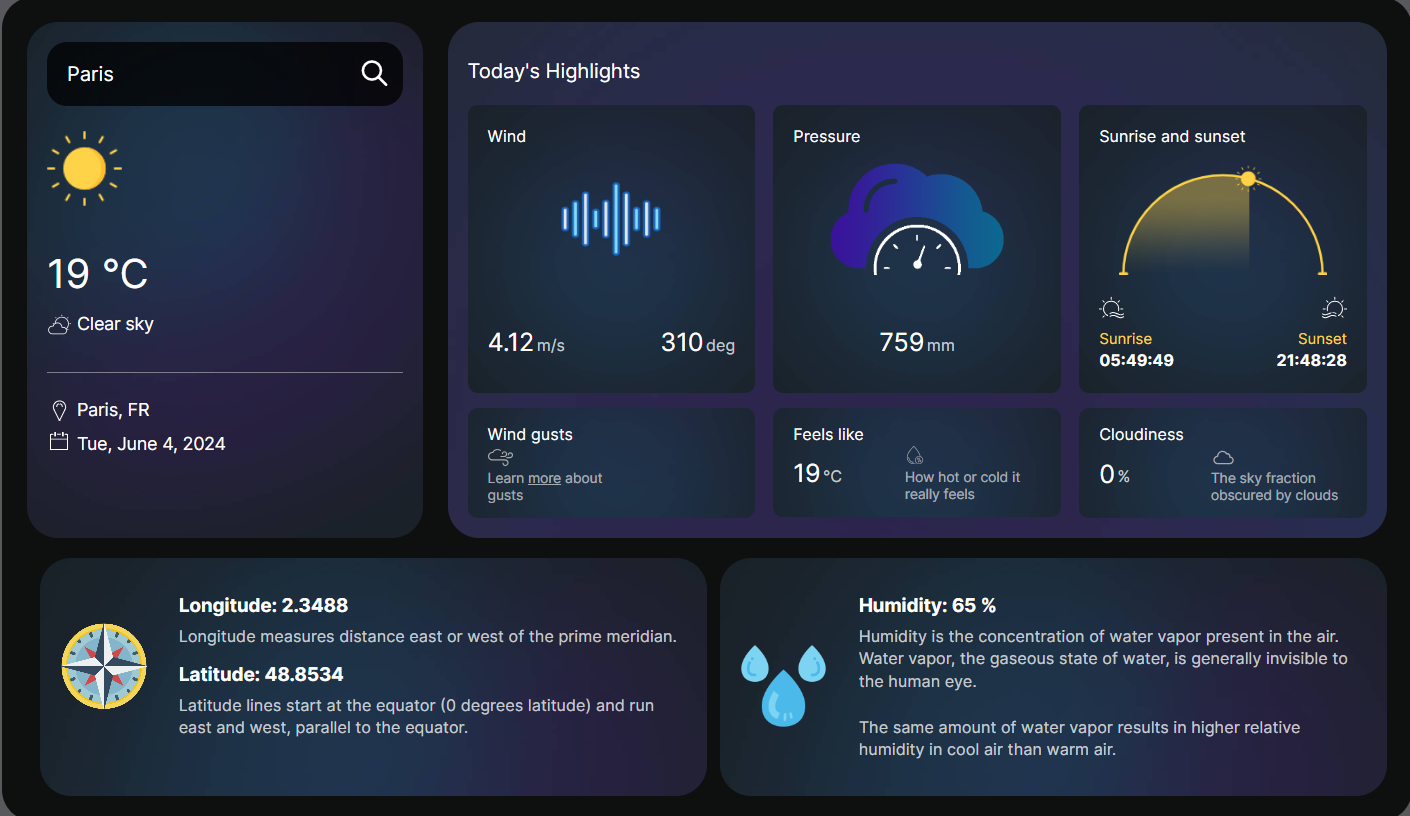 Paris
19 °C
Clear sky
Paris, FR
Tue, June 4, 2024
Today's Highlights
Wind
4.12 m/s
310 deg
Pressure
759 mm
Sunrise and sunset
Sunrise
05:49:49
Sunset
21:48:28
Wind gusts
Learn more about
gusts
Feels like
19 °C
How hot or cold it
really feels
Cloudiness
0 %
The sky fraction
obscured by clouds
Longitude: 2.3488
Longitude measures distance east or west of the prime meridian.
Latitude: 48.8534
Latitude lines start at the equator (0 degrees latitude) and run
east and west, parallel to the equator.
Humidity: 65 %
Humidity is the concentration of water vapor present in the air.
Water vapor, the gaseous state of water, is generally invisible to
the human eye.
The same amount of water vapor results in higher relative
humidity in cool air than warm air.